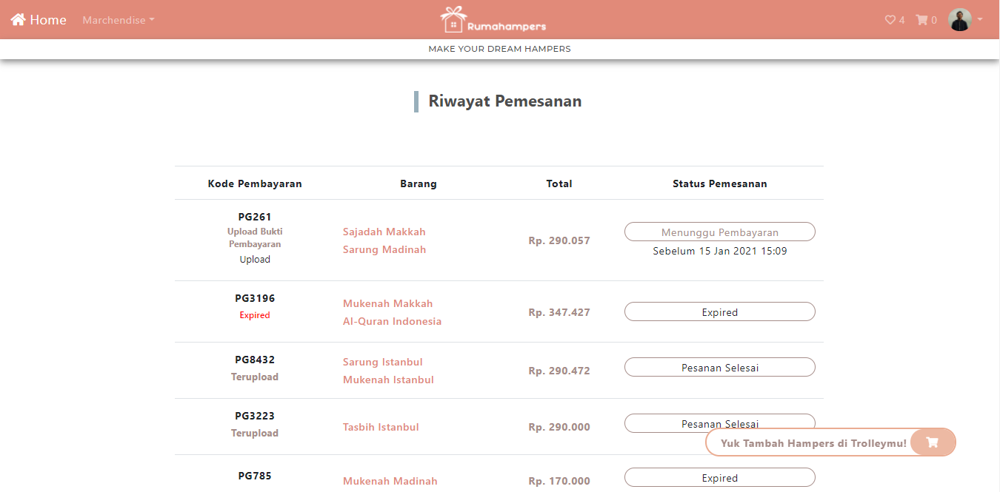 Home
Marchendise
Rumahampers
4
0
MAKE YOUR DREAM HAMPERS
Riwayat Pemesanan
Kode Pembayaran Barang Total Status Pemesanan
PG261
Upload Bukti
Pembayaran
Upload
Sajadah Makkah
Sarung Madinah
Rp. 290.057
Menunggu Pembayaran
Sebelum 15 Jan 2021 15:09
PG3196
Expired
Mukenah Makkah
Al-Quran Indonesia
Rp. 347.427
Expired
PG8432
Terupload
Sarung Istanbul
Mukenah Istanbul
Rp. 290.472
Pesanan Selesai
PG3223
Terupload
Tasbih Istanbul
Rp. 290.000
Pesanan Selesai
Yuk Tambah Hampers di Trolleymu!
PG785
Mukenah Madinah
Rp. 170.000
Expired